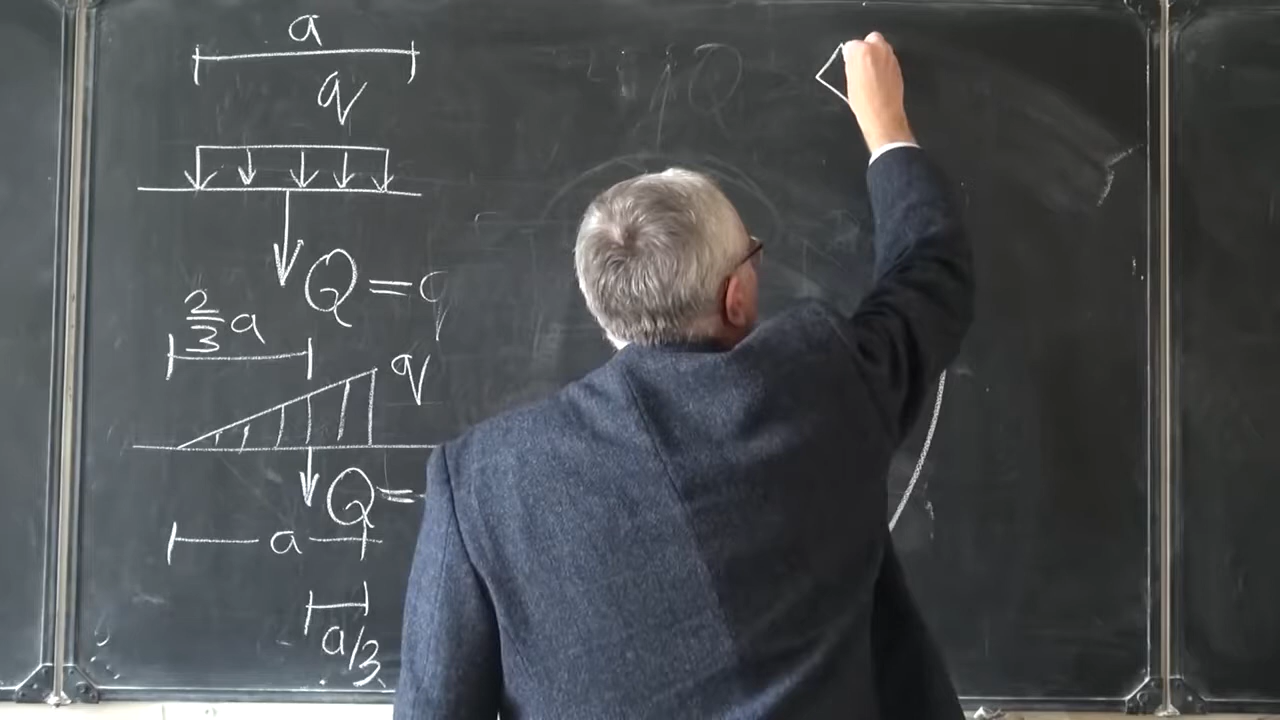 a
q
Q = q
2/3 a
q
Q =
a
a/3
Q